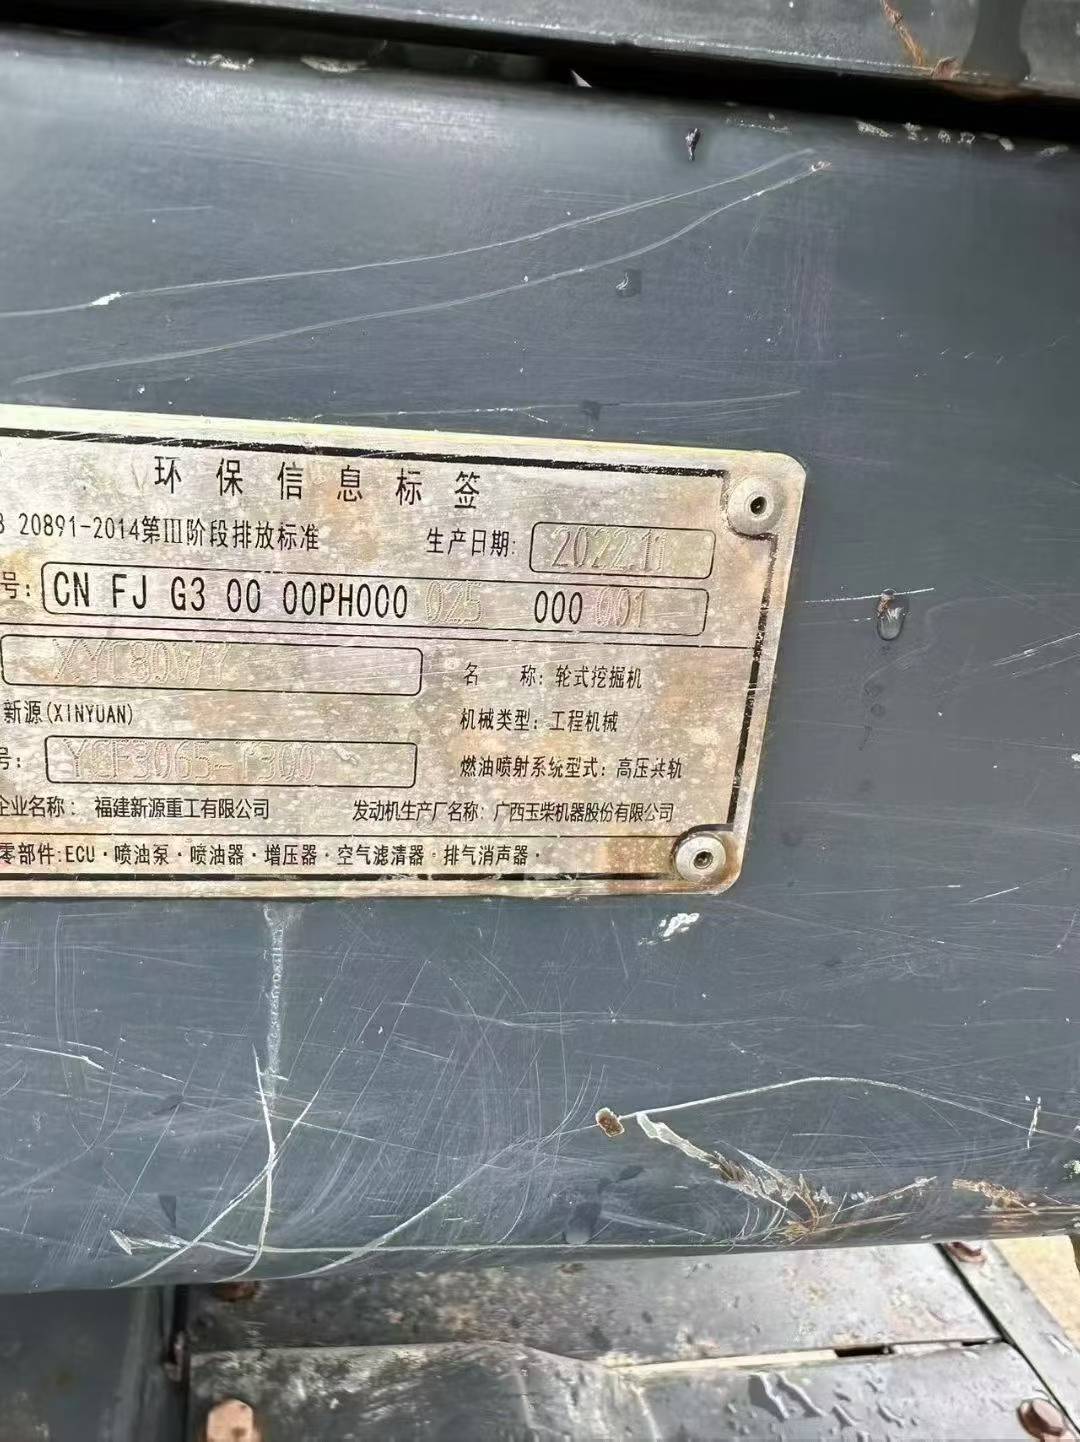 环保信息标签
20891-2014第III阶段排放标准 生产日期: 2022.11
号: CN FJ G3 00 00PH000 025 000 001
XYC80W 名 称: 轮式挖掘机
新源(XINYUAN) 机械类型: 工程机械
号: YCF3065-T300 燃油喷射系统型式: 高压共轨
企业名称: 福建新源重工有限公司 发动机生产厂名称: 广西玉柴机器股份有限公司
零部件:ECU·喷油泵·喷油器·增压器·空气滤清器·排气消声器·